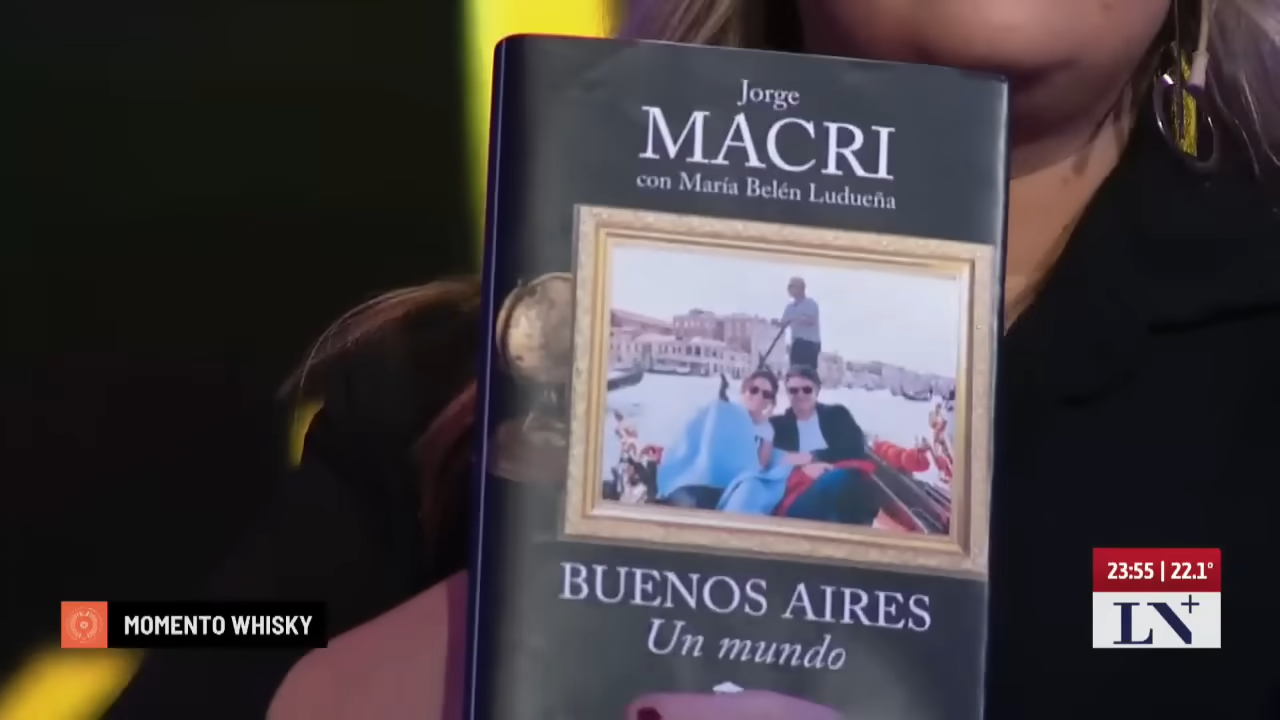 Jorge
MACRI
con María Belén Ludueña
BUENOS AIRES
Un mundo
MOMENTO WHISKY
23:55 | 22.1°
LN+